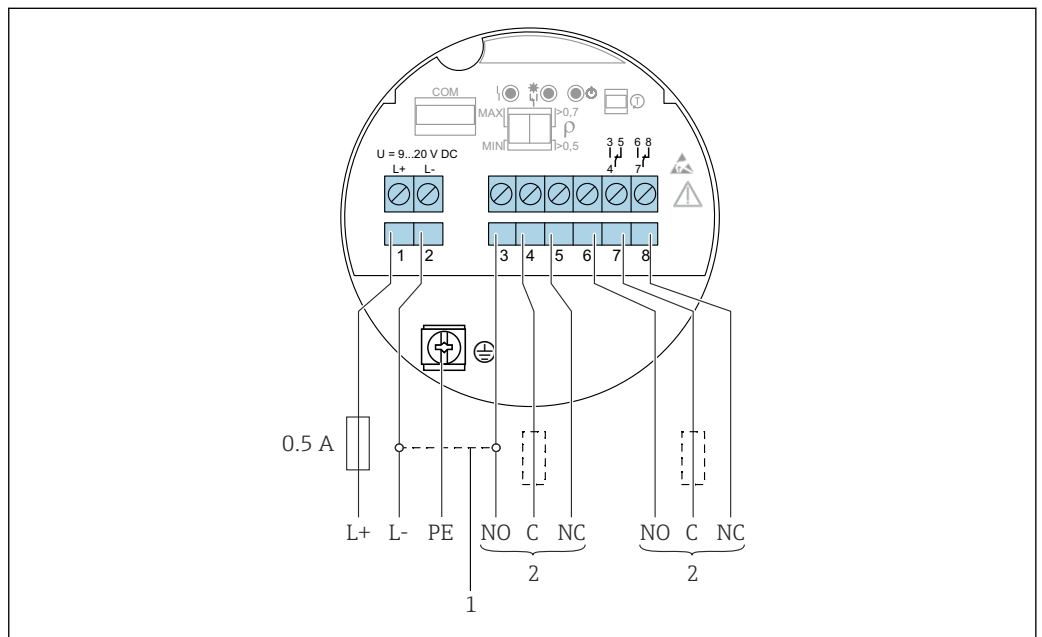 COM
MAX
>0,7
ρ
MIN
>0,5
T
3 5
4
6 8
7
U = 9...20 V DC
L+ L-
1 2 3 4 5 6 7 8
0.5 A
L+ L- PE NO C NC NO C NC
2 2
1